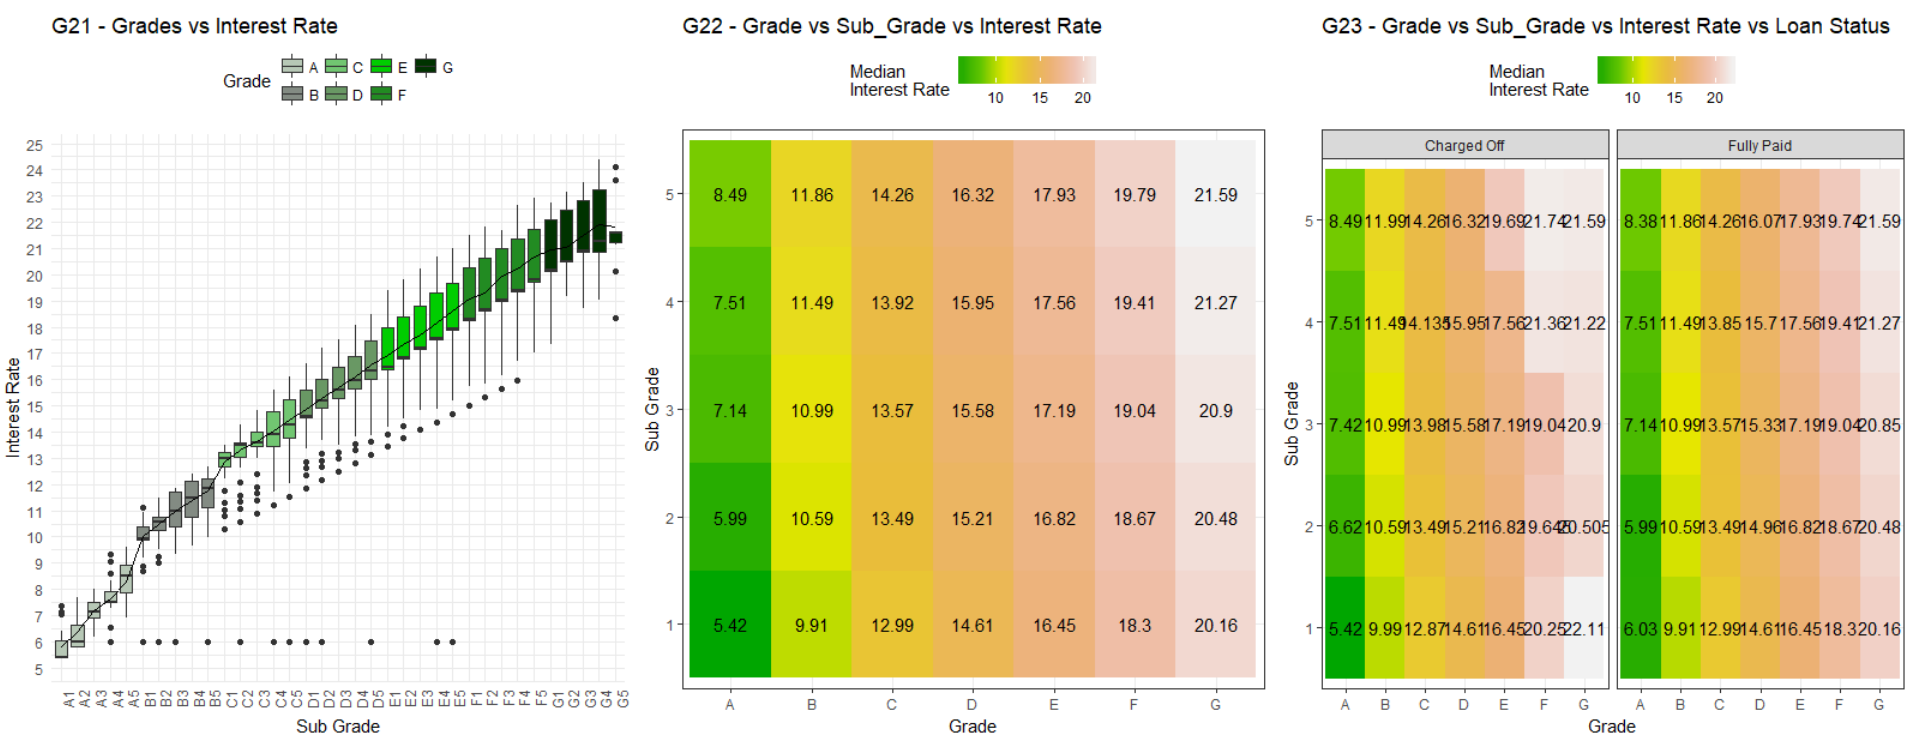 G21 - Grades vs Interest Rate
Grade A C E G
B D F
25
24
23
22
21
20
19
18
17
16
15
14
13
12
11
10
9
8
7
6
5
Interest Rate
A1 A2 A3 A4 A5 B1 B2 B3 B4 B5 C1 C2 C3 C4 C5 D1 D2 D3 D4 D5 E1 E2 E3 E4 E5 F1 F2 F3 F4 F5 G1 G2 G3 G4 G5
Sub Grade
G22 - Grade vs Sub_Grade vs Interest Rate
Median
Interest Rate
10 15 20
5 8.49 11.86 14.26 16.32 17.93 19.79 21.59
4 7.51 11.49 13.92 15.95 17.56 19.41 21.27
3 7.14 10.99 13.57 15.58 17.19 19.04 20.9
2 5.99 10.59 13.49 15.21 16.82 18.67 20.48
1 5.42 9.91 12.99 14.61 16.45 18.3 20.16
Sub Grade
A B C D E F G
Grade
G23 - Grade vs Sub_Grade vs Interest Rate vs Loan Status
Median
Interest Rate
10 15 20
Charged Off Fully Paid
5 8.49 11.99 14.26 16.32 19.69 21.74 21.59 8.38 11.86 14.26 16.07 17.93 19.74 21.59
4 7.51 11.49 14.135 15.95 17.56 21.36 21.22 7.51 11.49 13.85 15.7 17.56 19.41 21.27
3 7.42 10.99 13.98 15.58 17.19 19.04 20.9 7.14 10.99 13.57 15.33 17.19 19.04 20.85
2 6.62 10.59 13.49 15.21 16.82 19.645 20.505 5.99 10.59 13.49 14.96 16.82 18.67 20.48
1 5.42 9.99 12.87 14.61 16.45 20.25 22.11 6.03 9.91 12.99 14.61 16.45 18.3 20.16
Sub Grade
A B C D E F G A B C D E F G
Grade